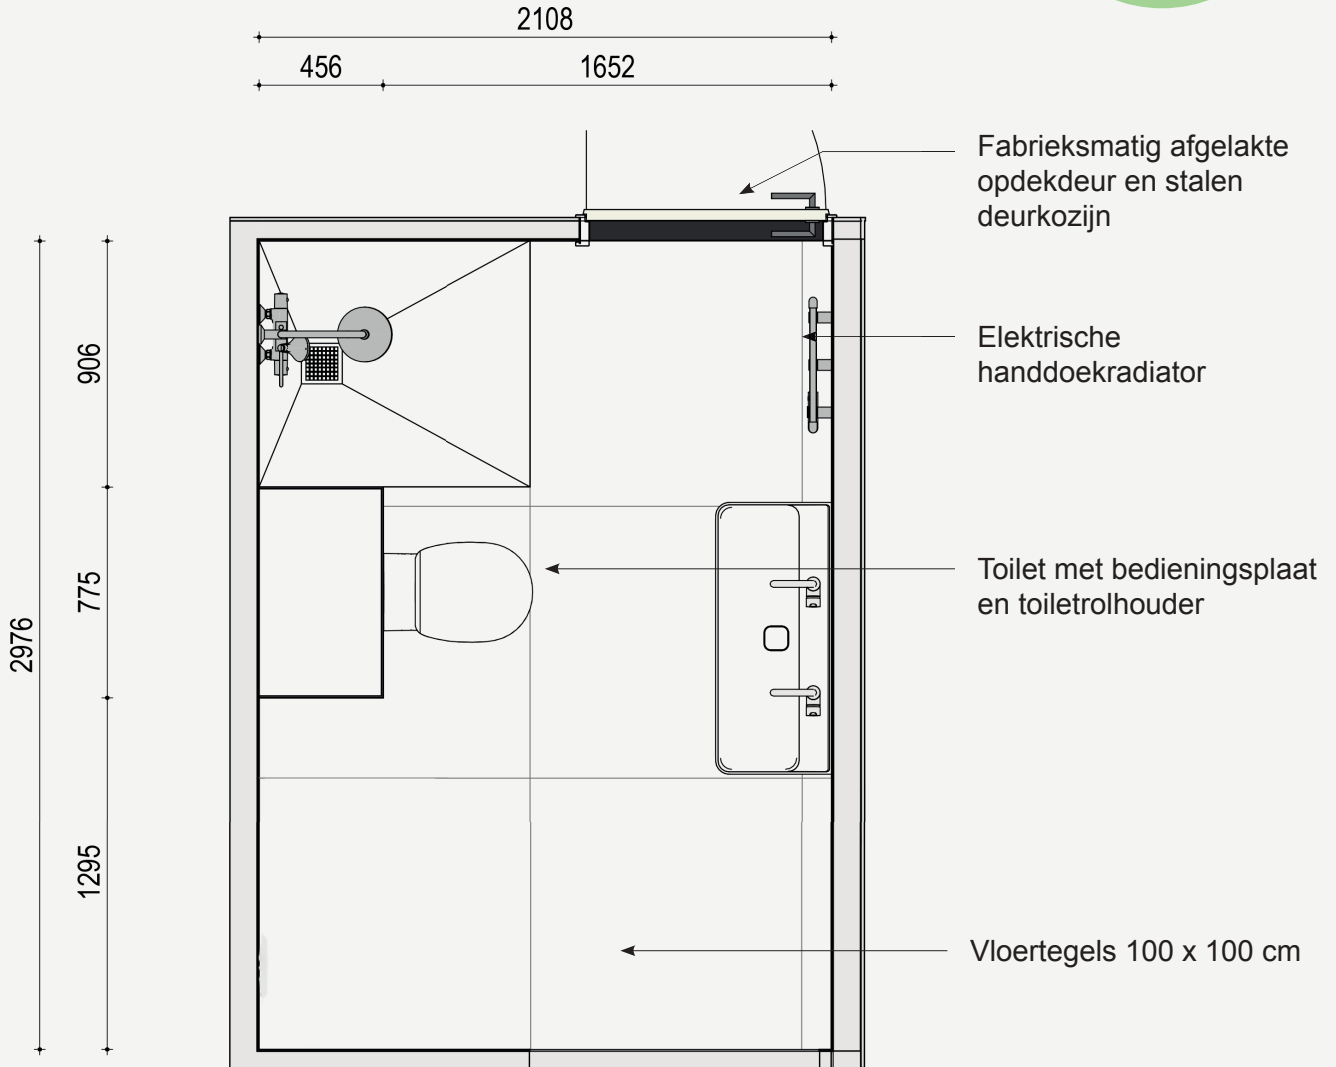 2108
456
1652
Fabrieksmatig afgelakte
opdekdeur en stalen
deurkozijn
906
Elektrische
handdoekradiator
775
Toilet met bedieningsplaat
en toiletrolhouder
2976
1295
Vloertegels 100 x 100 cm